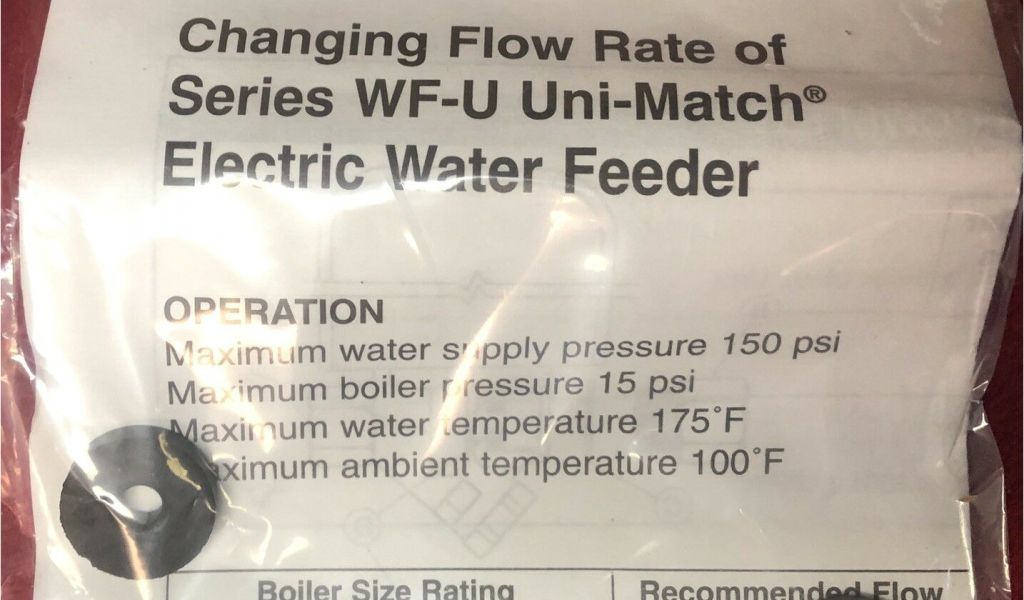 Changing Flow Rate of
Series WF-U Uni-Match®
Electric Water Feeder
OPERATION
Maximum water supply pressure 150 psi
Maximum boiler pressure 15 psi
Maximum water temperature 175°F
Maximum ambient temperature 100°F
Boiler Size Rating
Recommended Flow